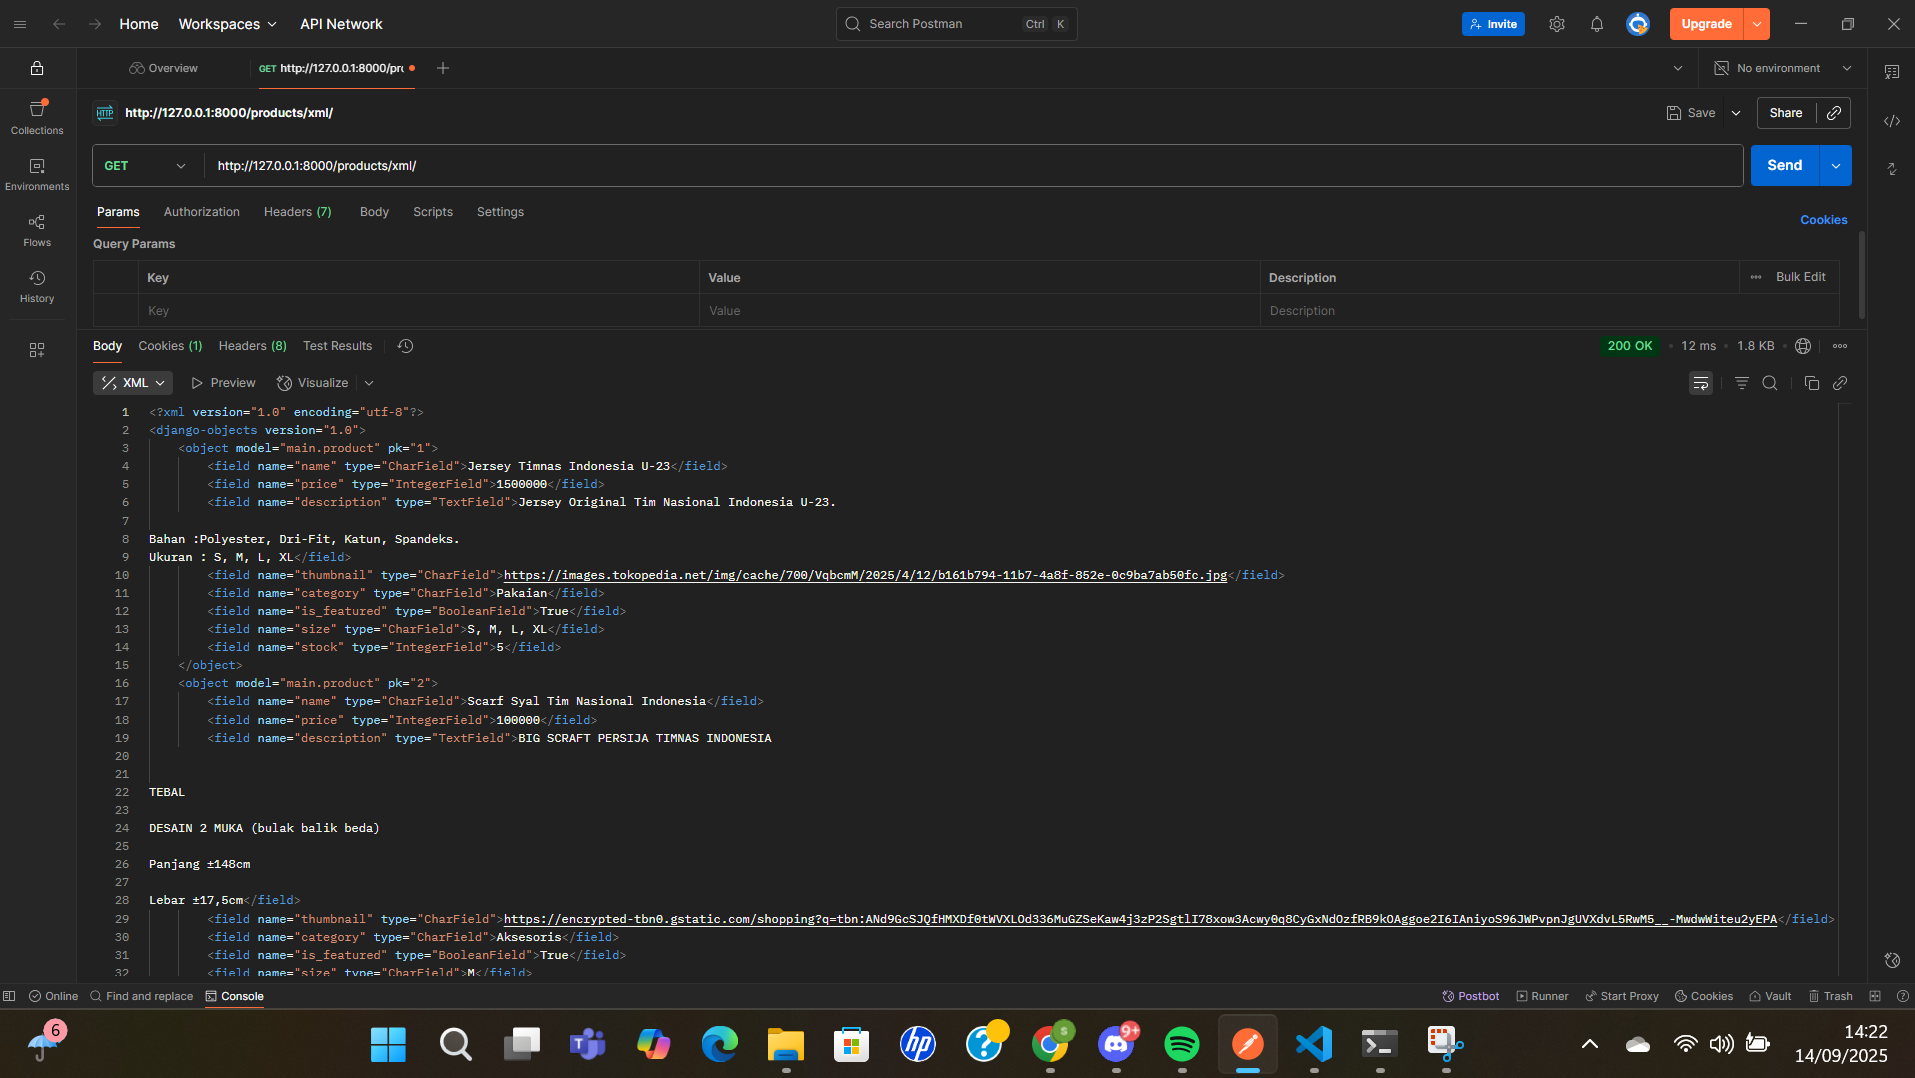 Home Workspaces API Network Search Postman Ctrl K Invite Upgrade
Overview GET http://127.0.0.1:8000/pr No environment
Collections
Environments
Flows
History
HTTP http://127.0.0.1:8000/products/xml/ Save Share
GET http://127.0.0.1:8000/products/xml/ Send
Params Authorization Headers (7) Body Scripts Settings Cookies
Query Params
Key Value Description Bulk Edit
Key Value Description
Body Cookies (1) Headers (8) Test Results 200 OK • 12 ms • 1.8 KB •
XML Preview Visualize
1 <?xml version="1.0" encoding="utf-8"?>
2 <django-objects version="1.0">
3 <object model="main.product" pk="1">
4 <field name="name" type="CharField">Jersey Timnas Indonesia U-23</field>
5 <field name="price" type="IntegerField">1500000</field>
6 <field name="description" type="TextField">Jersey Original Tim Nasional Indonesia U-23.
7
8 Bahan :Polyester, Dri-Fit, Katun, Spandeks.
9 Ukuran : S, M, L, XL</field>
10 <field name="thumbnail" type="CharField">https://images.tokopedia.net/img/cache/700/VqbcmM/2025/4/12/b161b794-11b7-4a8f-852e-0c9ba7ab50fc.jpg</field>
11 <field name="category" type="CharField">Pakaian</field>
12 <field name="is_featured" type="BooleanField">True</field>
13 <field name="size" type="CharField">S, M, L, XL</field>
14 <field name="stock" type="IntegerField">5</field>
15 </object>
16 <object model="main.product" pk="2">
17 <field name="name" type="CharField">Scarf Syal Tim Nasional Indonesia</field>
18 <field name="price" type="IntegerField">100000</field>
19 <field name="description" type="TextField">BIG SCRAFT PERSIJA TIMNAS INDONESIA
20
21
22 TEBAL
23
24 DESAIN 2 MUKA (bulak balik beda)
25
26 Panjang ±148cm
27
28 Lebar ±17,5cm</field>
29 <field name="thumbnail" type="CharField">https://encrypted-tbn0.gstatic.com/shopping?q=tbn:ANd9GcSJQfHMXDf0tWVXLOd336MuGZSeKaw4j3zP2SgtlI78xow3Acwy0q8CyGxNdOzfRB9kOAggoe2I6IAniyoS96JWPvpnJgUVXdvL5RwM5__-MwdwWiteu2yEPA</field>
30 <field name="category" type="CharField">Aksesoris</field>
31 <field name="is_featured" type="BooleanField">True</field>
32 <field name="size" type="CharField">M</field>
Online Find and replace Console Postbot Runner Start Proxy Cookies Vault Trash
6 hp S 9+ 14:22
14/09/2025